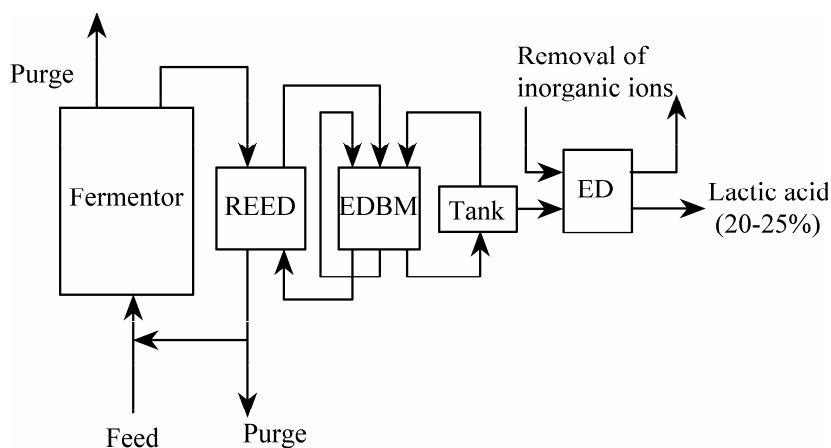 Purge
Fermentor
REED
EDBM
Tank
Removal of
inorganic ions
ED
Lactic acid
(20-25%)
Feed
Purge